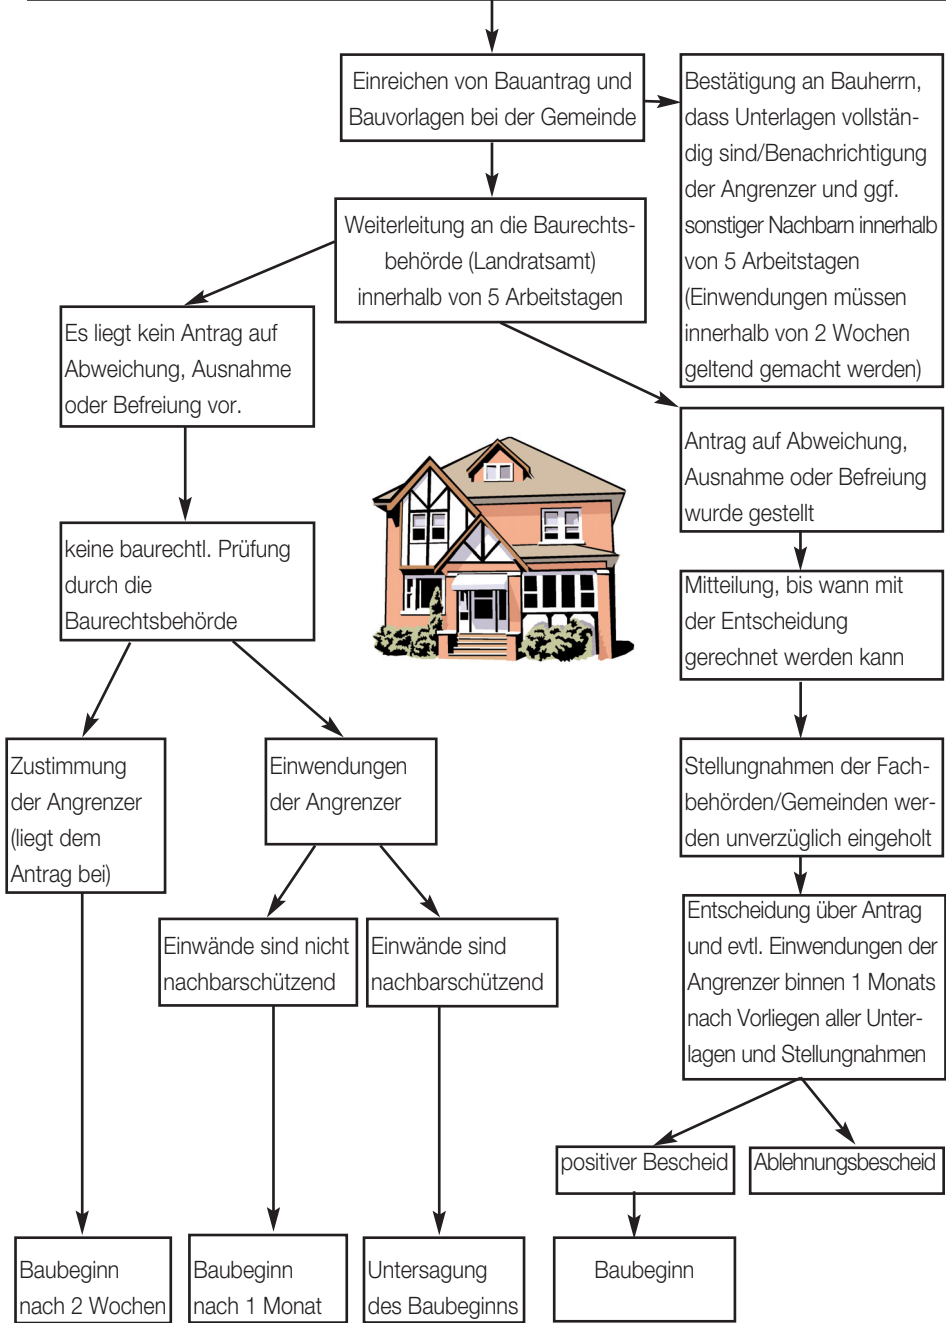 Einreichen von Bauantrag und
Bauvorlagen bei der Gemeinde
Bestätigung an Bauherrn,
dass Unterlagen vollstän-
dig sind/Benachrichtigung
der Angrenzer und ggf.
sonstiger Nachbarn innerhalb
von 5 Arbeitstagen
(Einwendungen müssen
innerhalb von 2 Wochen
geltend gemacht werden)
Weiterleitung an die Baurechts-
behörde (Landratsamt)
innerhalb von 5 Arbeitstagen
Es liegt kein Antrag auf
Abweichung, Ausnahme
oder Befreiung vor.
Antrag auf Abweichung,
Ausnahme oder Befreiung
wurde gestellt
keine baurechtl. Prüfung
durch die
Baurechtsbehörde
Mitteilung, bis wann mit
der Entscheidung
gerechnet werden kann
Zustimmung
der Angrenzer
(liegt dem
Antrag bei)
Einwendungen
der Angrenzer
Stellungnahmen der Fach-
behörden/Gemeinden wer-
den unverzüglich eingeholt
Einwände sind nicht
nachbarschützend
Einwände sind
nachbarschützend
Entscheidung über Antrag
und evtl. Einwendungen der
Angrenzer binnen 1 Monats
nach Vorliegen aller Unter-
lagen und Stellungnahmen
positiver Bescheid
Ablehnungsbescheid
Baubeginn
nach 2 Wochen
Baubeginn
nach 1 Monat
Untersagung
des Baubeginns
Baubeginn